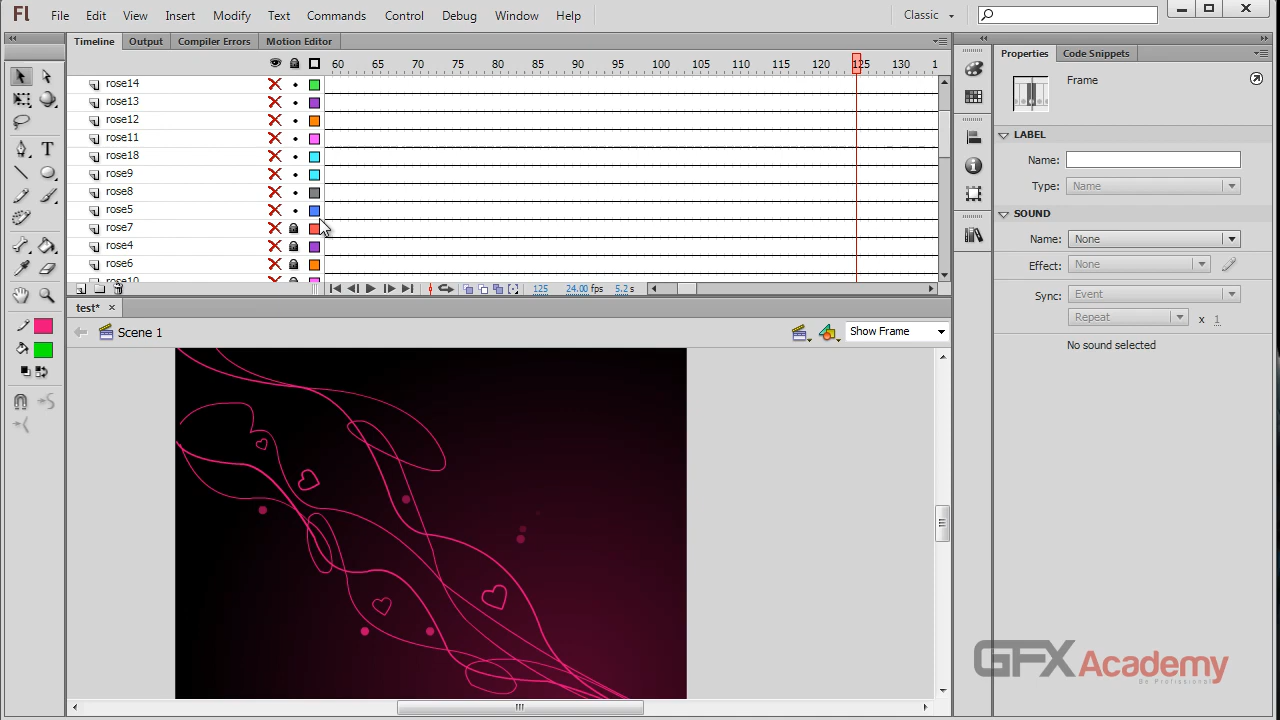 Fl File Edit View Insert Modify Text Commands Control Debug Window Help Classic
Timeline Output Compiler Errors Motion Editor
60 65 70 75 80 85 90 95 100 105 110 115 120 125 130 1
rose14
rose13
rose12
rose11
rose18
rose9
rose8
rose5
rose7
rose4
rose6
rose10
125 24.00 fps 5.2 s
test*
Scene 1
Show Frame
Properties Code Snippets
Frame
LABEL
Name:
Type: Name
SOUND
Name: None
Effect: None
Sync: Event
Repeat x 1
No sound selected
GFX Academy
Be Profissional